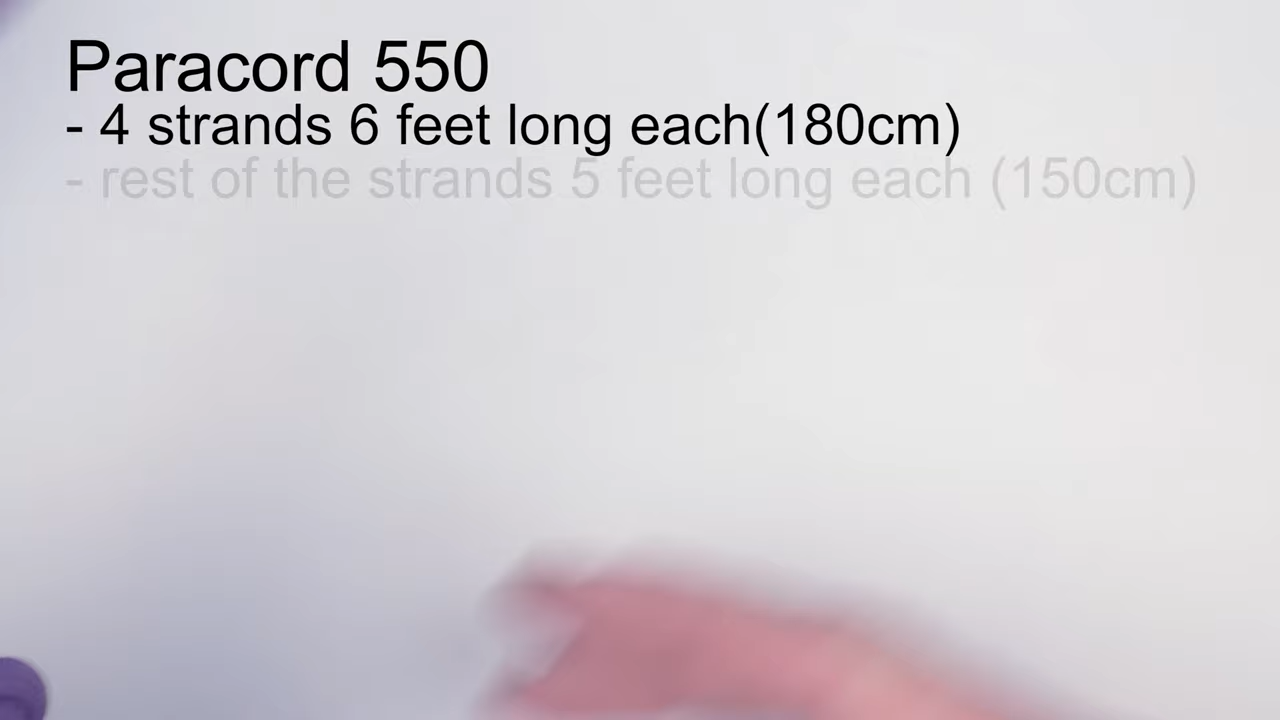 Paracord 550
- 4 strands 6 feet long each(180cm)
- rest of the strands 5 feet long each (150cm)